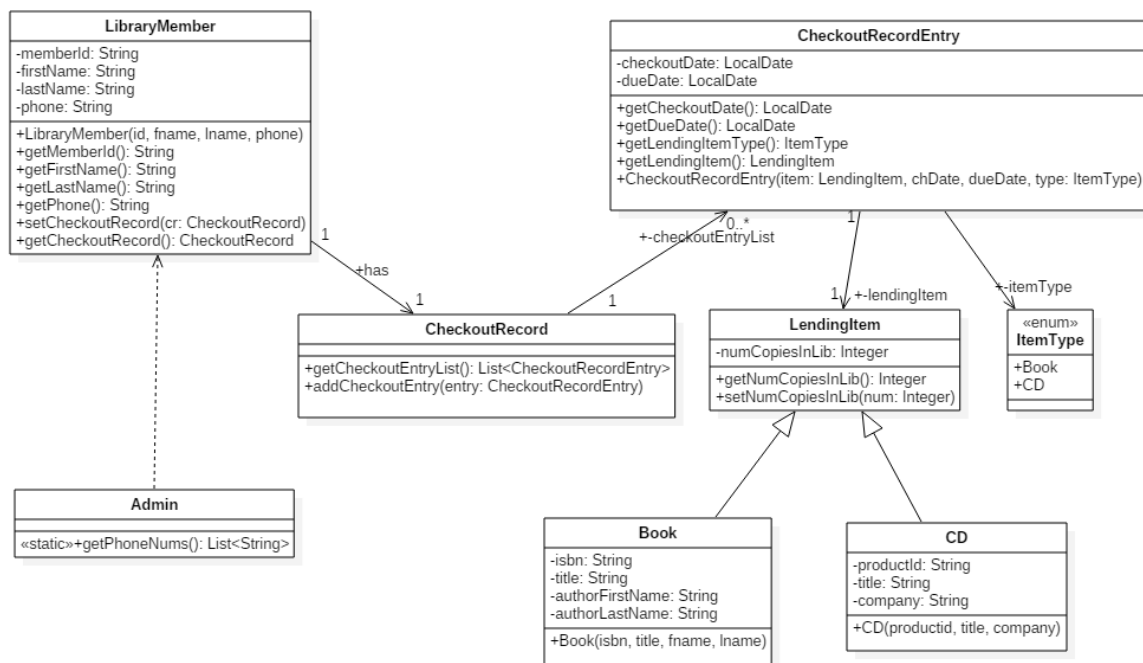 LibraryMember
-memberId: String
-firstName: String
-lastName: String
-phone: String
+LibraryMember(id, fname, lname, phone)
+getMemberId(): String
+getFirstName(): String
+getLastName(): String
+getPhone(): String
+setCheckoutRecord(cr: CheckoutRecord)
+getCheckoutRecord(): CheckoutRecord
CheckoutRecordEntry
-checkoutDate: LocalDate
-dueDate: LocalDate
+getCheckoutDate(): LocalDate
+getDueDate(): LocalDate
+getLendingItemType(): ItemType
+getLendingItem(): LendingItem
+CheckoutRecordEntry(item: LendingItem, chDate, dueDate, type: ItemType)
1
+has
1
1
0..*
+-checkoutEntryList
1
1
+-lendingItem
+-itemType
CheckoutRecord
+getCheckoutEntryList(): List<CheckoutRecordEntry>
+addCheckoutEntry(entry: CheckoutRecordEntry)
LendingItem
-numCopiesInLib: Integer
+getNumCopiesInLib(): Integer
+setNumCopiesInLib(num: Integer)
«enum»
ItemType
+Book
+CD
Admin
«static»+getPhoneNums(): List<String>
Book
-isbn: String
-title: String
-authorFirstName: String
-authorLastName: String
+Book(isbn, title, fname, lname)
CD
-productId: String
-title: String
-company: String
+CD(productid, title, company)